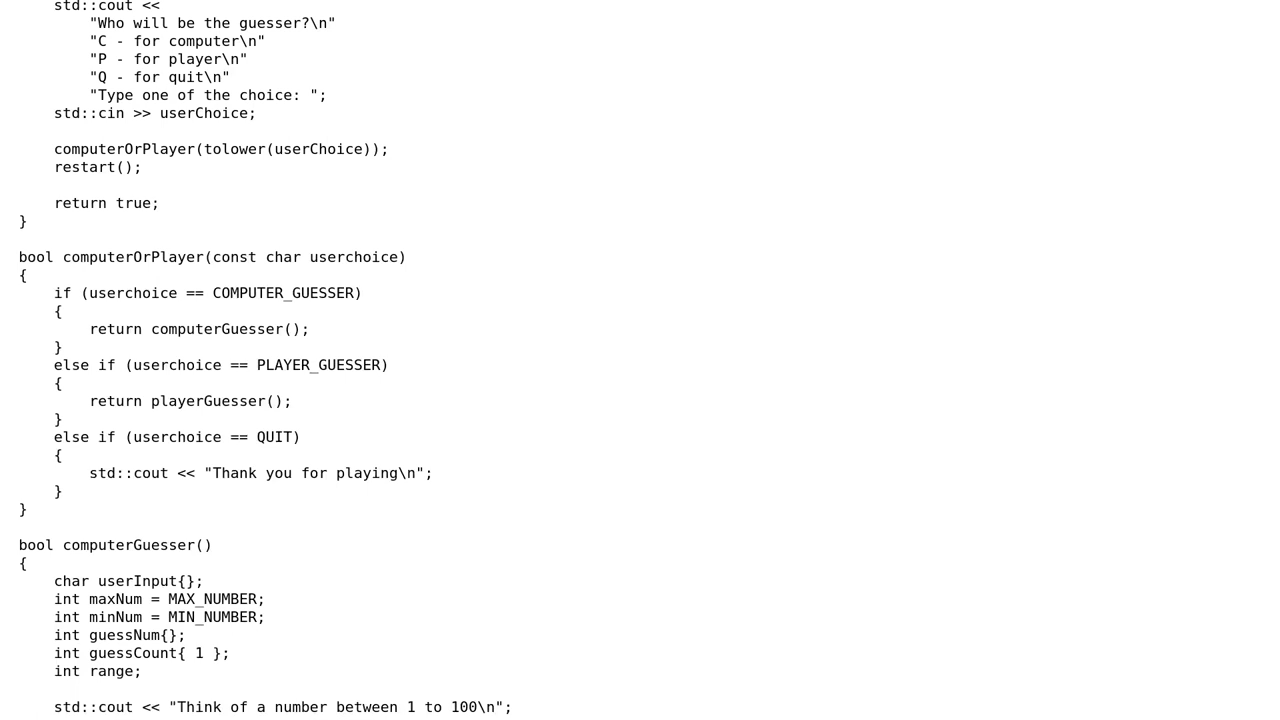 std::cout <<
"Who will be the guesser?\n"
"C - for computer\n"
"P - for player\n"
"Q - for quit\n"
"Type one of the choice: ";
std::cin >> userChoice;
computerOrPlayer(tolower(userChoice));
restart();
return true;
}
bool computerOrPlayer(const char userchoice)
{
if (userchoice == COMPUTER_GUESSER)
{
return computerGuesser();
}
else if (userchoice == PLAYER_GUESSER)
{
return playerGuesser();
}
else if (userchoice == QUIT)
{
std::cout << "Thank you for playing\n";
}
}
bool computerGuesser()
{
char userInput{};
int maxNum = MAX_NUMBER;
int minNum = MIN_NUMBER;
int guessNum{};
int guessCount{ 1 };
int range;
std::cout << "Think of a number between 1 to 100\n";